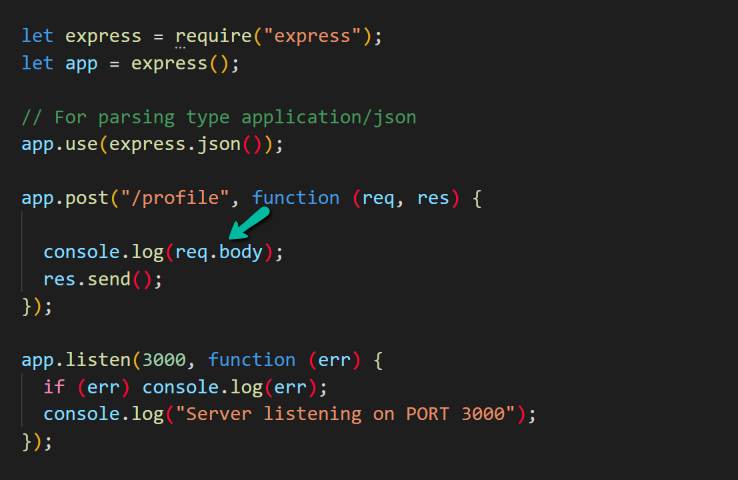 let express = require("express");
let app = express();
// For parsing type application/json
app.use(express.json());
app.post("/profile", function (req, res) {
console.log(req.body);
res.send();
});
app.listen(3000, function (err) {
if (err) console.log(err);
console.log("Server listening on PORT 3000");
});